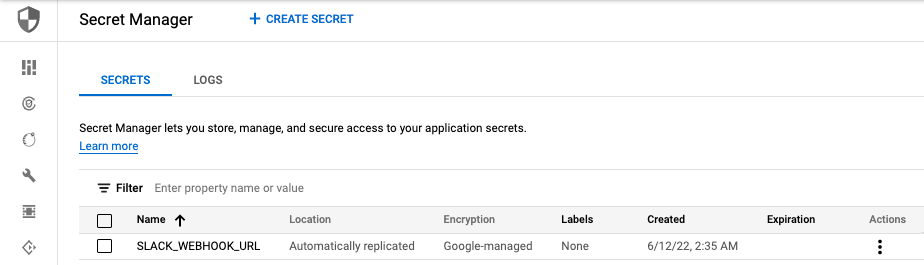 Secret Manager + CREATE SECRET
SECRETS LOGS
Secret Manager lets you store, manage, and secure access to your application secrets.
Learn more
Filter Enter property name or value
Name ↑ Location Encryption Labels Created Expiration Actions
SLACK_WEBHOOK_URL Automatically replicated Google-managed None 6/12/22, 2:35 AM